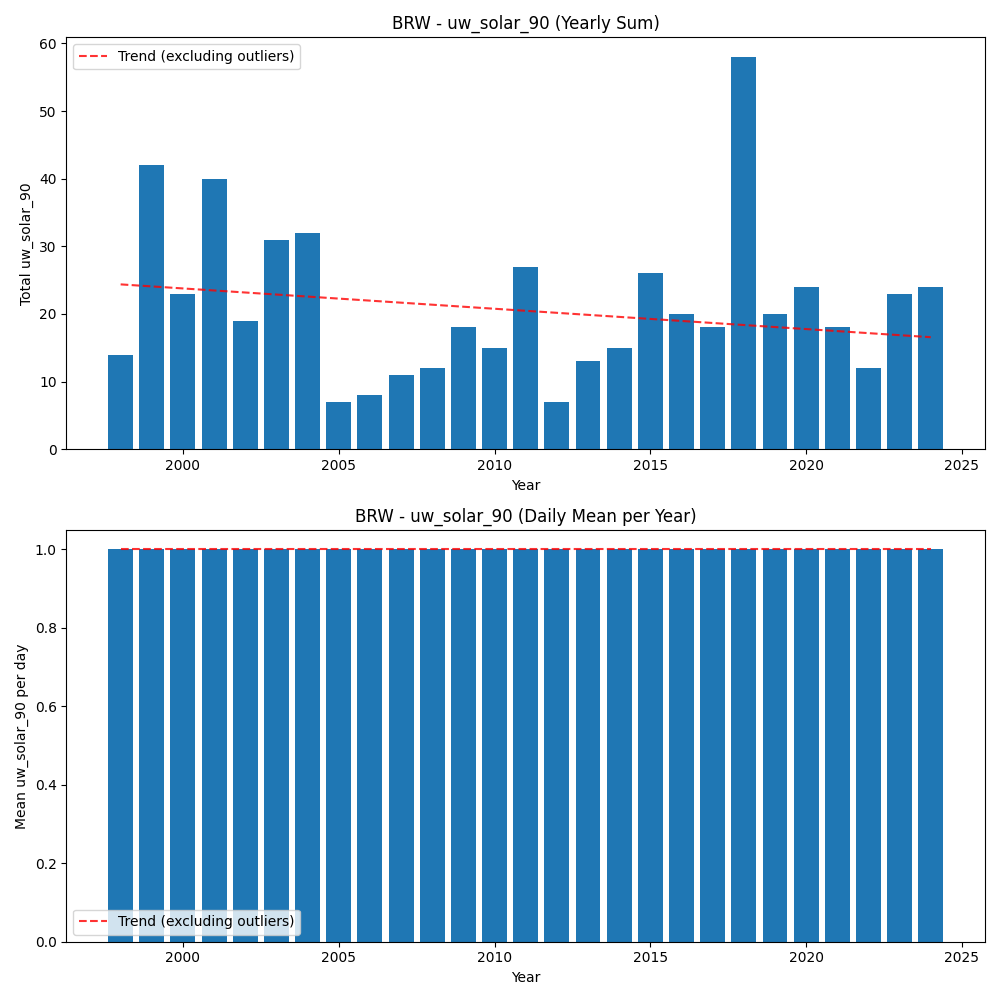 BRW - uw_solar_90 (Yearly Sum)
60
50
40
30
20
10
0
Total uw_solar_90
Trend (excluding outliers)
2000 2005 2010 2015 2020 2025
Year
BRW - uw_solar_90 (Daily Mean per Year)
1.0
0.8
0.6
0.4
0.2
0.0
Mean uw_solar_90 per day
Trend (excluding outliers)
2000 2005 2010 2015 2020 2025
Year